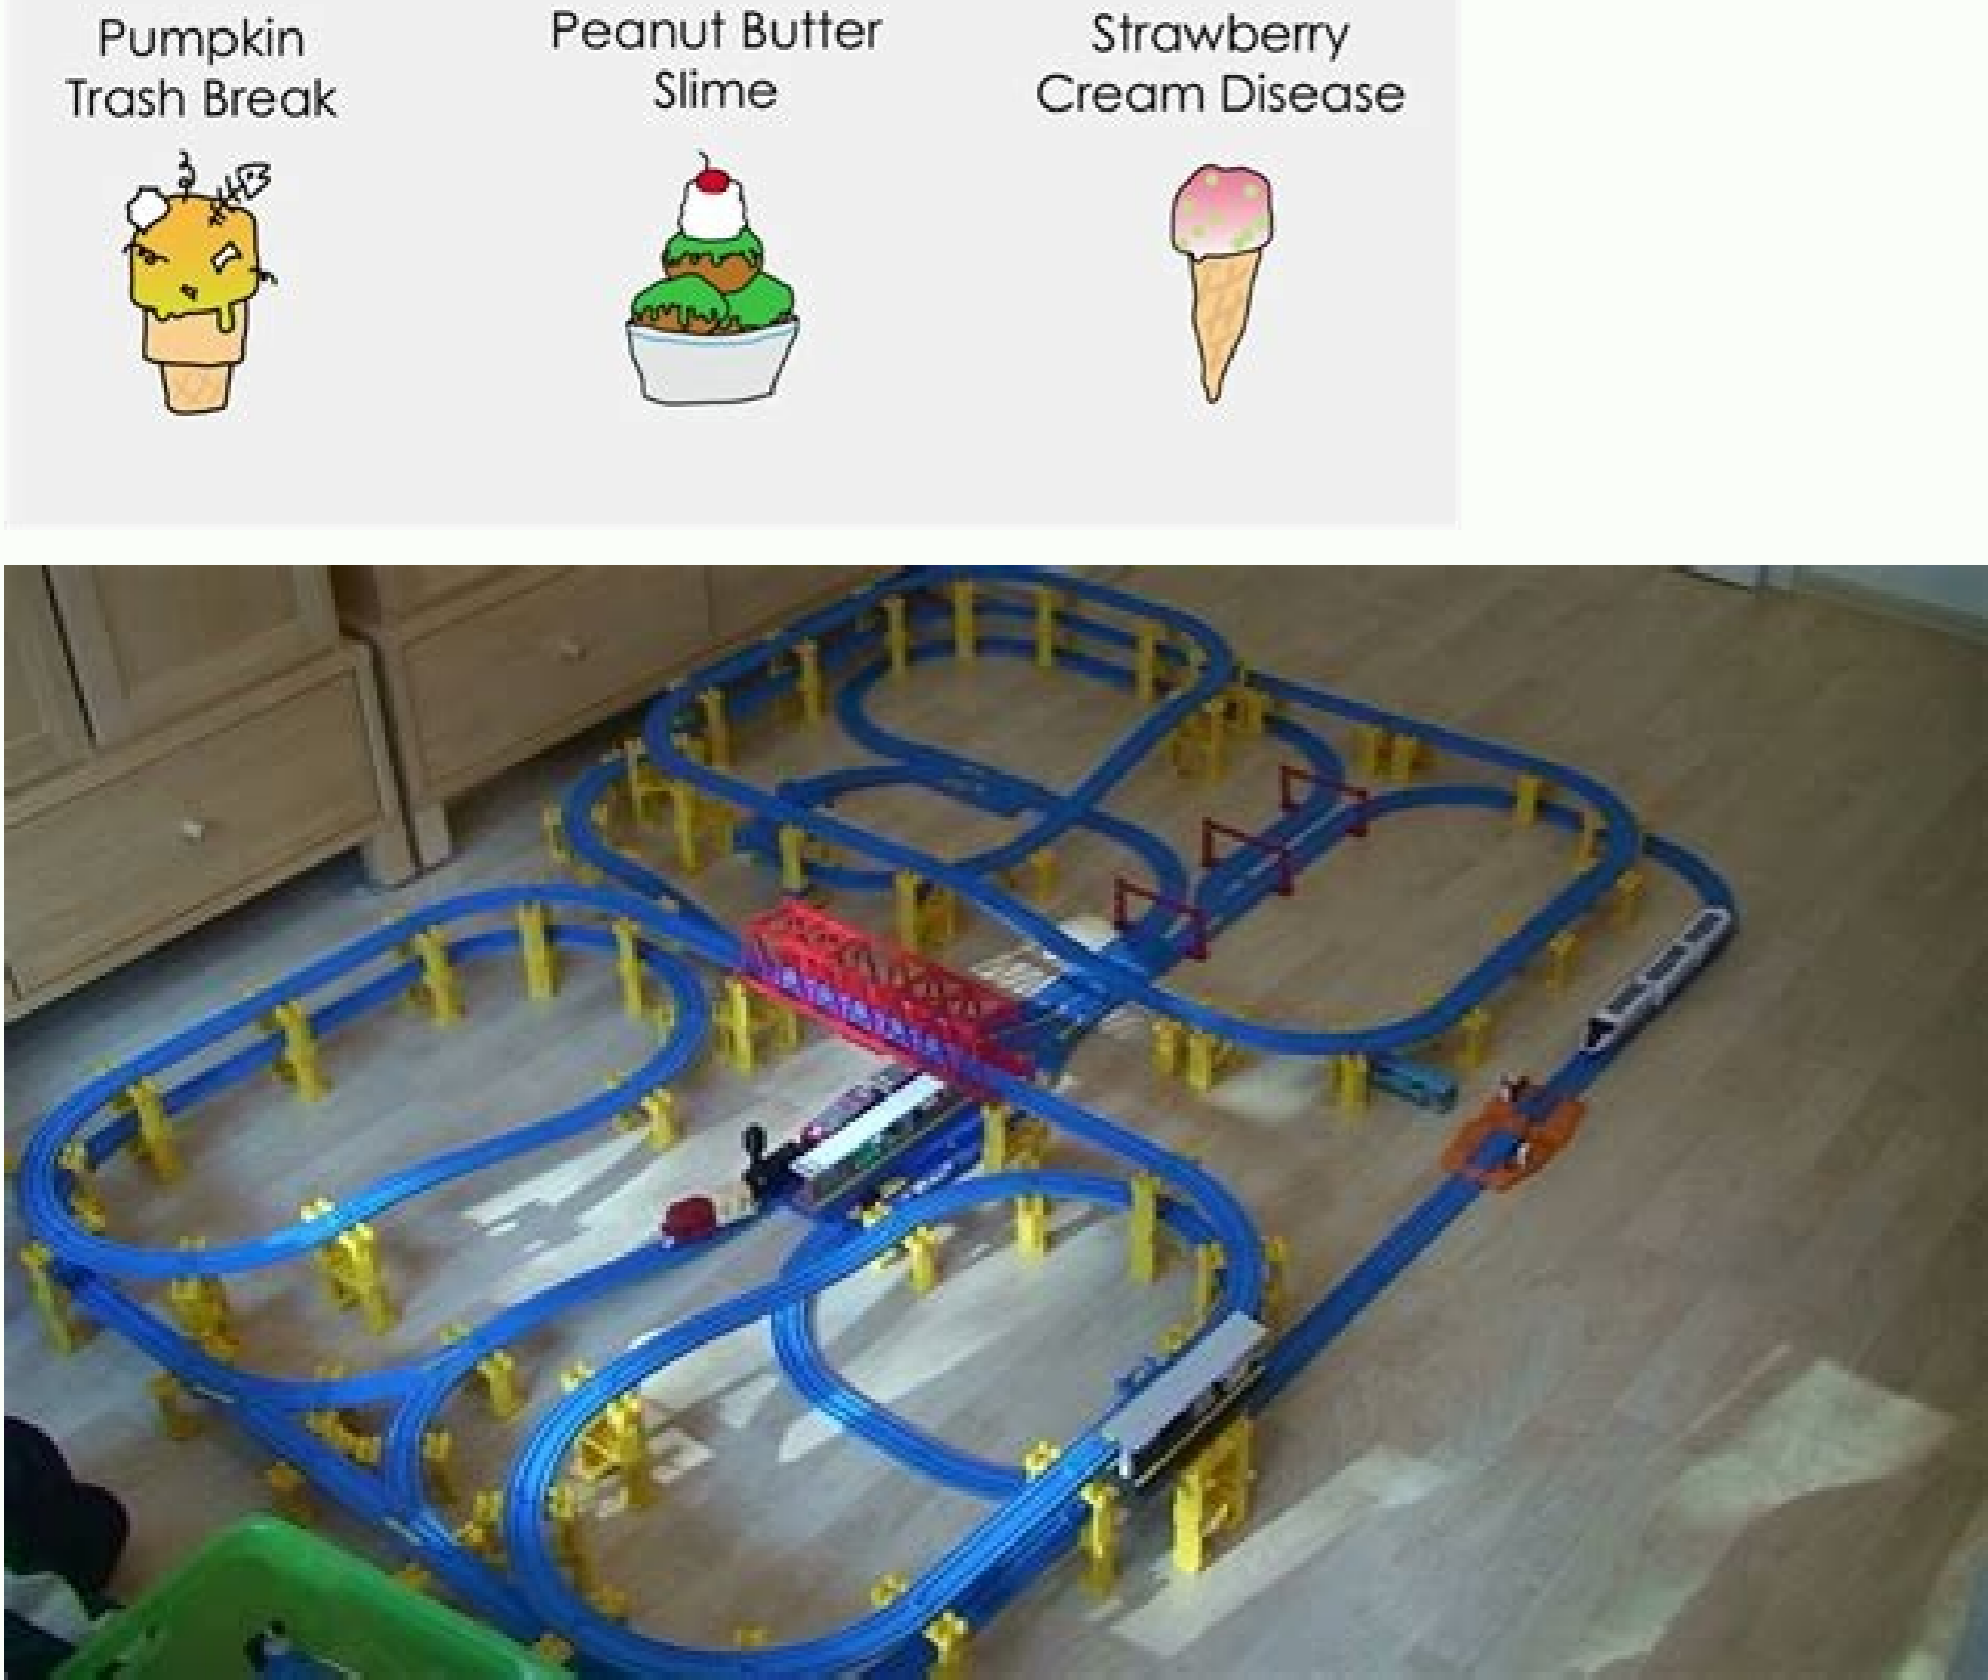 Pumpkin
Trash Break
Peanut Butter
Slime
Strawberry
Cream Disease